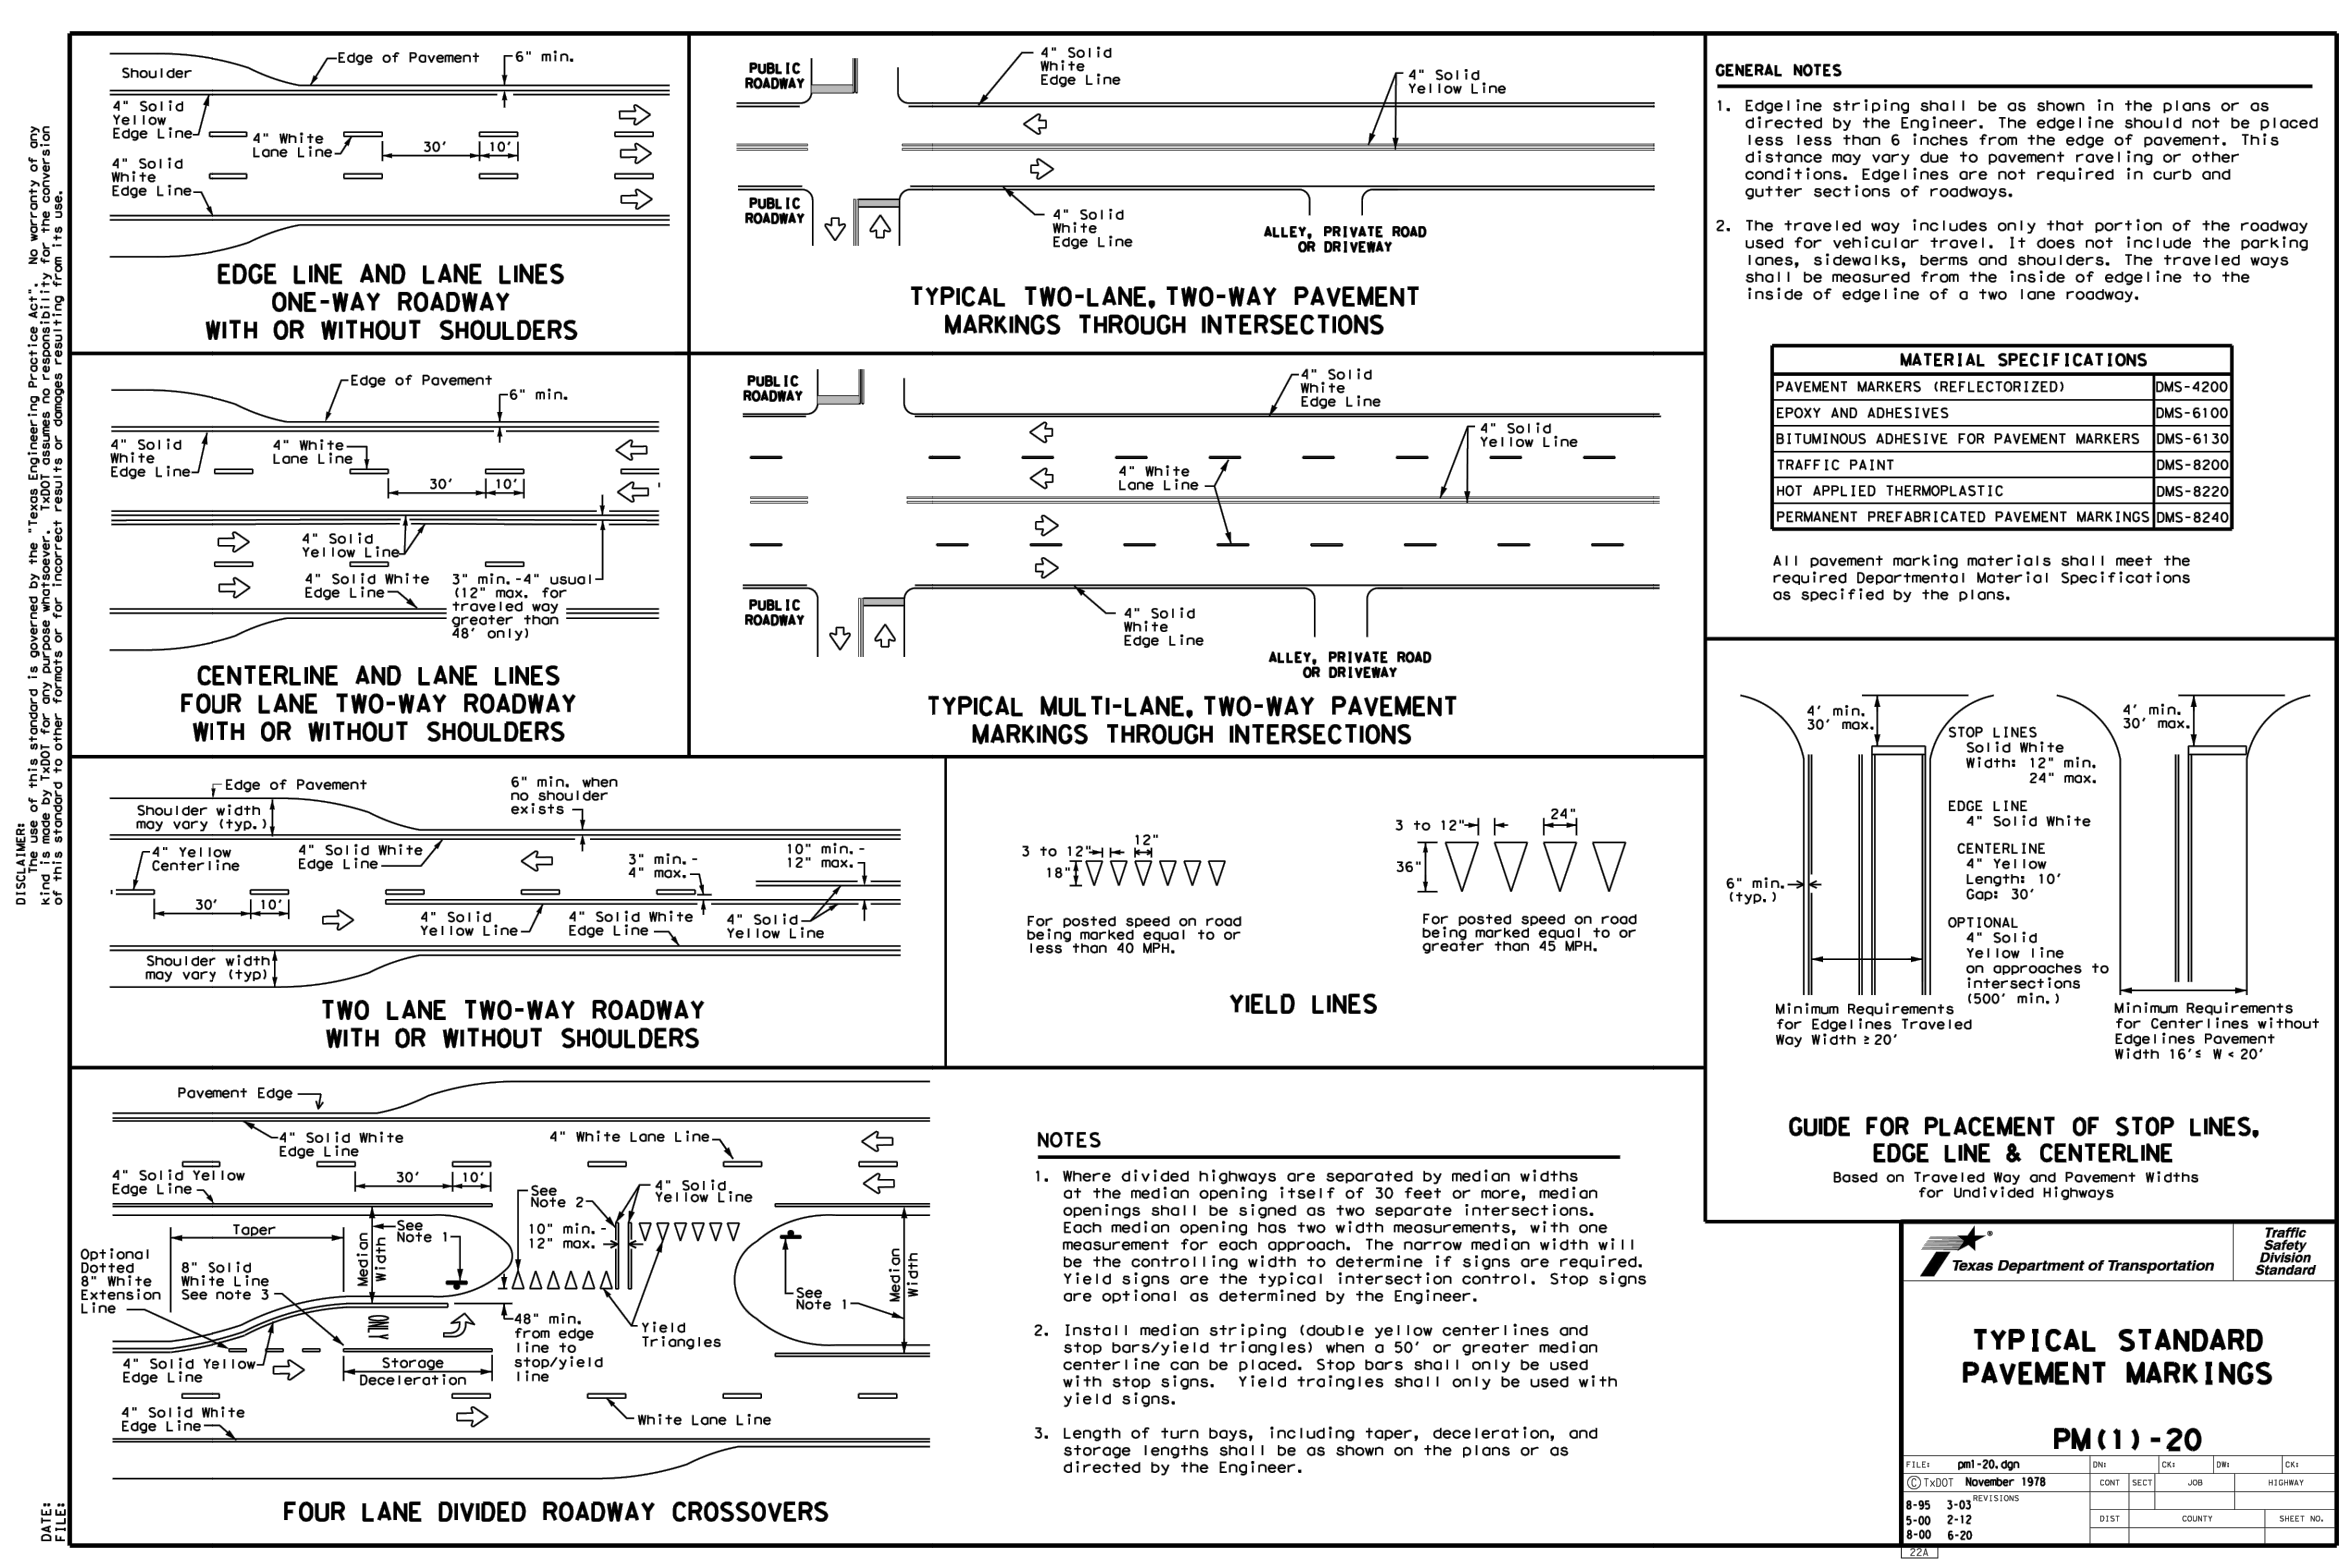 DISCLAIMER:
The use of this standard is governed by the "Texas Engineering Practice Act". No warranty of any
kind is made by TxDOT for any purpose whatsoever. TxDOT assumes no responsibility for the conversion
of this standard to other formats or for incorrect results or damages resulting from its use.
DATE:
FILE:
Shoulder
Edge of Pavement
6" min.
4" Solid
Yellow
Edge Line
4" White
Lane Line
30'
10'
4" Solid
White
Edge Line
EDGE LINE AND LANE LINES
ONE-WAY ROADWAY
WITH OR WITHOUT SHOULDERS
PUBLIC
ROADWAY
4" Solid
White
Edge Line
4" Solid
Yellow Line
PUBLIC
ROADWAY
4" Solid
White
Edge Line
ALLEY, PRIVATE ROAD
OR DRIVEWAY
TYPICAL TWO-LANE, TWO-WAY PAVEMENT
MARKINGS THROUGH INTERSECTIONS
Edge of Pavement
6" min.
4" Solid
White
Edge Line
4" White
Lane Line
30'
10'
4" Solid
Yellow Line
4" Solid White
Edge Line
3" min.-4" usual
(12" max. for
traveled way
greater than
48' only)
CENTERLINE AND LANE LINES
FOUR LANE TWO-WAY ROADWAY
WITH OR WITHOUT SHOULDERS
PUBLIC
ROADWAY
4" Solid
White
Edge Line
4" Solid
Yellow Line
4" White
Lane Line
PUBLIC
ROADWAY
4" Solid
White
Edge Line
ALLEY, PRIVATE ROAD
OR DRIVEWAY
TYPICAL MULTI-LANE, TWO-WAY PAVEMENT
MARKINGS THROUGH INTERSECTIONS
Edge of Pavement
Shoulder width
may vary (typ.)
6" min. when
no shoulder
exists
4" Yellow
Centerline
4" Solid White
Edge Line
3" min.-
4" max.
10" min.-
12" max.
30'
10'
4" Solid
Yellow Line
4" Solid White
Edge Line
4" Solid
Yellow Line
Shoulder width
may vary (typ)
TWO LANE TWO-WAY ROADWAY
WITH OR WITHOUT SHOULDERS
3 to 12"
12"
18"
For posted speed on road
being marked equal to or
less than 40 MPH.
3 to 12"
24"
36"
For posted speed on road
being marked equal to or
greater than 45 MPH.
YIELD LINES
Pavement Edge
4" Solid White
Edge Line
4" White Lane Line
4" Solid Yellow
Edge Line
30'
10'
See
Note 2
4" Solid
Yellow Line
Taper
Median
Width
See
Note 1
10" min.-
12" max.
Optional
Dotted
8" White
Extension
Line
8" Solid
White Line
See note 3
ONLY
See
Note 1
Median
Width
48" min.
from edge
line to
stop/yield
line
Yield
Triangles
4" Solid Yellow
Edge Line
Storage
Deceleration
4" Solid White
Edge Line
White Lane Line
FOUR LANE DIVIDED ROADWAY CROSSOVERS
NOTES
1. Where divided highways are separated by median widths
at the median opening itself of 30 feet or more, median
openings shall be signed as two separate intersections.
Each median opening has two width measurements, with one
measurement for each approach. The narrow median width will
be the controlling width to determine if signs are required.
Yield signs are the typical intersection control. Stop signs
are optional as determined by the Engineer.
2. Install median striping (double yellow centerlines and
stop bars/yield triangles) when a 50' or greater median
centerline can be placed. Stop bars shall only be used
with stop signs. Yield traingles shall only be used with
yield signs.
3. Length of turn bays, including taper, deceleration, and
storage lengths shall be as shown on the plans or as
directed by the Engineer.
GENERAL NOTES
1. Edgeline striping shall be as shown in the plans or as
directed by the Engineer. The edgeline should not be placed
less less than 6 inches from the edge of pavement. This
distance may vary due to pavement raveling or other
conditions. Edgelines are not required in curb and
gutter sections of roadways.
2. The traveled way includes only that portion of the roadway
used for vehicular travel. It does not include the parking
lanes, sidewalks, berms and shoulders. The traveled ways
shall be measured from the inside of edgeline to the
inside of edgeline of a two lane roadway.
MATERIAL SPECIFICATIONS
PAVEMENT MARKERS (REFLECTORIZED) DMS-4200
EPOXY AND ADHESIVES DMS-6100
BITUMINOUS ADHESIVE FOR PAVEMENT MARKERS DMS-6130
TRAFFIC PAINT DMS-8200
HOT APPLIED THERMOPLASTIC DMS-8220
PERMANENT PREFABRICATED PAVEMENT MARKINGS DMS-8240
All pavement marking materials shall meet the
required Departmental Material Specifications
as specified by the plans.
4' min.
30' max.
4' min.
30' max.
STOP LINES
Solid White
Width: 12" min.
24" max.
EDGE LINE
4" Solid White
CENTERLINE
4" Yellow
Length: 10'
Gap: 30'
6" min.
(typ.)
OPTIONAL
4" Solid
Yellow line
on approaches to
intersections
(500' min.)
Minimum Requirements
for Edgelines Traveled
Way Width ≥ 20'
Minimum Requirements
for Centerlines without
Edgelines Pavement
Width 16'≤ W < 20'
GUIDE FOR PLACEMENT OF STOP LINES,
EDGE LINE & CENTERLINE
Based on Traveled Way and Pavement Widths
for Undivided Highways
Texas Department of Transportation
Traffic
Safety
Division
Standard
TYPICAL STANDARD
PAVEMENT MARKINGS
PM(1)-20
FILE: pm1-20.dgn DN: CK: DW: CK:
© TxDOT November 1978 CONT SECT JOB HIGHWAY
REVISIONS
8-95 3-03
5-00 2-12
8-00 6-20
DIST COUNTY SHEET NO.
22A